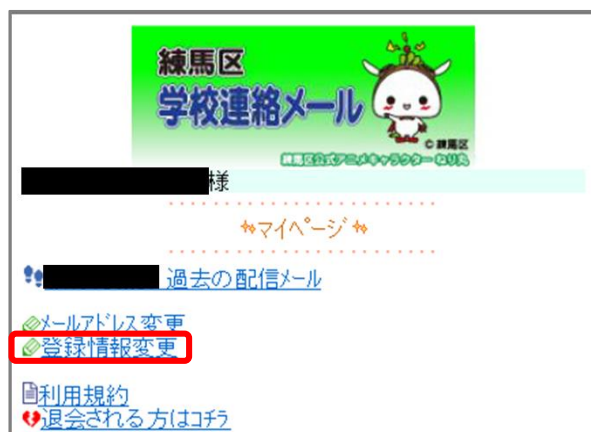 練馬区
学校連絡メール
©練馬区
練馬区公式アニメキャラクター ねり丸
様
マイページ
過去の配信メール
メールアドレス変更
登録情報変更
利用規約
退会される方はコチラ